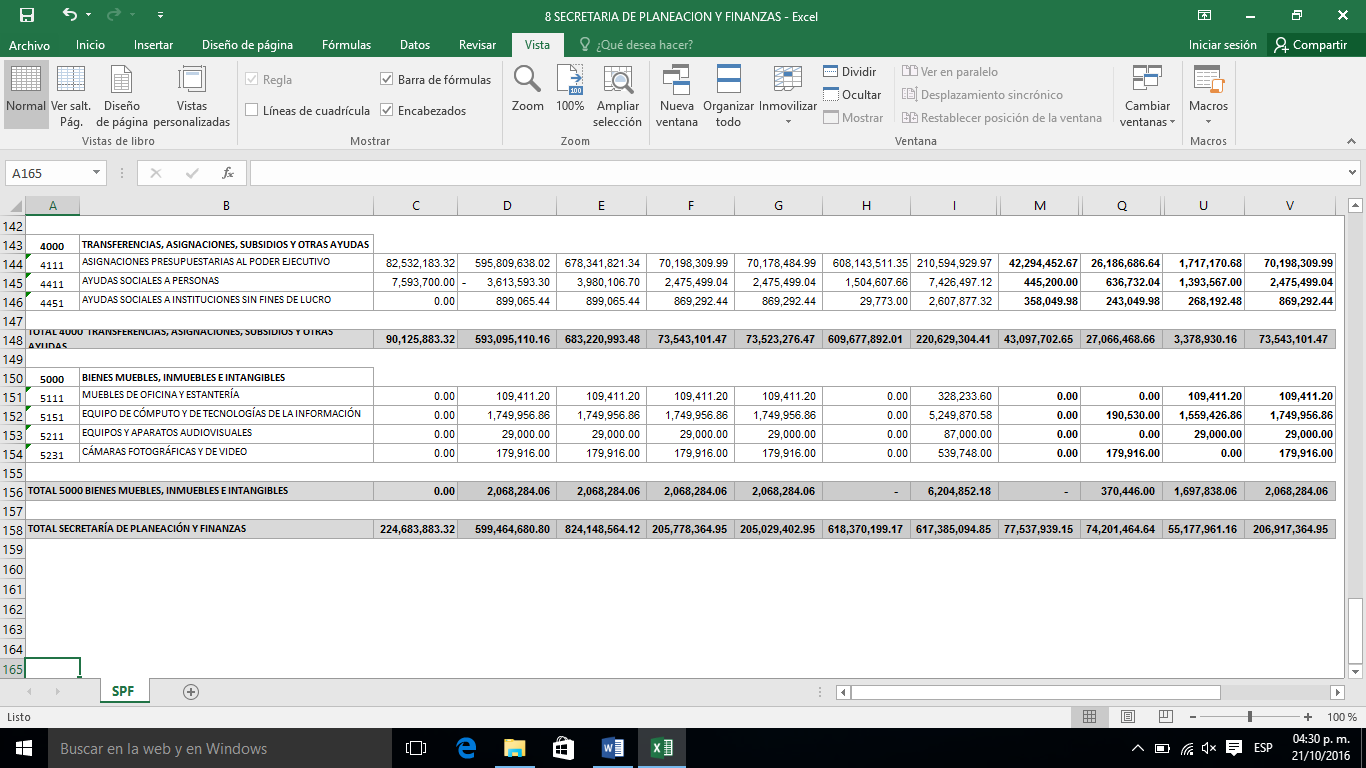 8 SECRETARIA DE PLANEACION Y FINANZAS - Excel
Archivo Inicio Insertar Diseño de página Fórmulas Datos Revisar Vista ¿Qué desea hacer? Iniciar sesión Compartir
Normal Ver salt. Pág. Diseño de página Vistas personalizadas
Vistas de libro
Regla Barra de fórmulas
Líneas de cuadrícula Encabezados
Mostrar
Zoom 100% Ampliar selección
Zoom
Nueva ventana Organizar todo Inmovilizar
Dividir
Ocultar
Mostrar
Ver en paralelo
Desplazamiento sincrónico
Restablecer posición de la ventana
Cambiar ventanas
Ventana
Macros
Macros
A165 fx
A B C D E F G H I M Q U V
142
143 4000 TRANSFERENCIAS, ASIGNACIONES, SUBSIDIOS Y OTRAS AYUDAS
144 4111 ASIGNACIONES PRESUPUESTARIAS AL PODER EJECUTIVO 82,532,183.32 595,809,638.02 678,341,821.34 70,198,309.99 70,178,484.99 608,143,511.35 210,594,929.97 42,294,452.67 26,186,686.64 1,717,170.68 70,198,309.99
145 4411 AYUDAS SOCIALES A PERSONAS 7,593,700.00 - 3,613,593.30 3,980,106.70 2,475,499.04 2,475,499.04 1,504,607.66 7,426,497.12 445,200.00 636,732.04 1,393,567.00 2,475,499.04
146 4451 AYUDAS SOCIALES A INSTITUCIONES SIN FINES DE LUCRO 0.00 899,065.44 899,065.44 869,292.44 869,292.44 29,773.00 2,607,877.32 358,049.98 243,049.98 268,192.48 869,292.44
147
148 TOTAL 4000 TRANSFERENCIAS, ASIGNACIONES, SUBSIDIOS Y OTRAS AYUDAS 90,125,883.32 593,095,110.16 683,220,993.48 73,543,101.47 73,523,276.47 609,677,892.01 220,629,304.41 43,097,702.65 27,066,468.66 3,378,930.16 73,543,101.47
149
150 5000 BIENES MUEBLES, INMUEBLES E INTANGIBLES
151 5111 MUEBLES DE OFICINA Y ESTANTERÍA 0.00 109,411.20 109,411.20 109,411.20 109,411.20 0.00 328,233.60 0.00 0.00 109,411.20 109,411.20
152 5151 EQUIPO DE CÓMPUTO Y DE TECNOLOGÍAS DE LA INFORMACIÓN 0.00 1,749,956.86 1,749,956.86 1,749,956.86 1,749,956.86 0.00 5,249,870.58 0.00 190,530.00 1,559,426.86 1,749,956.86
153 5211 EQUIPOS Y APARATOS AUDIOVISUALES 0.00 29,000.00 29,000.00 29,000.00 29,000.00 0.00 87,000.00 0.00 0.00 29,000.00 29,000.00
154 5231 CÁMARAS FOTOGRÁFICAS Y DE VIDEO 0.00 179,916.00 179,916.00 179,916.00 179,916.00 0.00 539,748.00 0.00 179,916.00 0.00 179,916.00
155
156 TOTAL 5000 BIENES MUEBLES, INMUEBLES E INTANGIBLES 0.00 2,068,284.06 2,068,284.06 2,068,284.06 2,068,284.06 - 6,204,852.18 - 370,446.00 1,697,838.06 2,068,284.06
157
158 TOTAL SECRETARÍA DE PLANEACIÓN Y FINANZAS 224,683,883.32 599,464,680.80 824,148,564.12 205,778,364.95 205,029,402.95 618,370,199.17 617,385,094.85 77,537,939.15 74,201,464.64 55,177,961.16 206,917,364.95
159
160
161
162
163
164
165
SPF
Listo 100 %
Buscar en la web y en Windows ESP 04:30 p. m.
21/10/2016